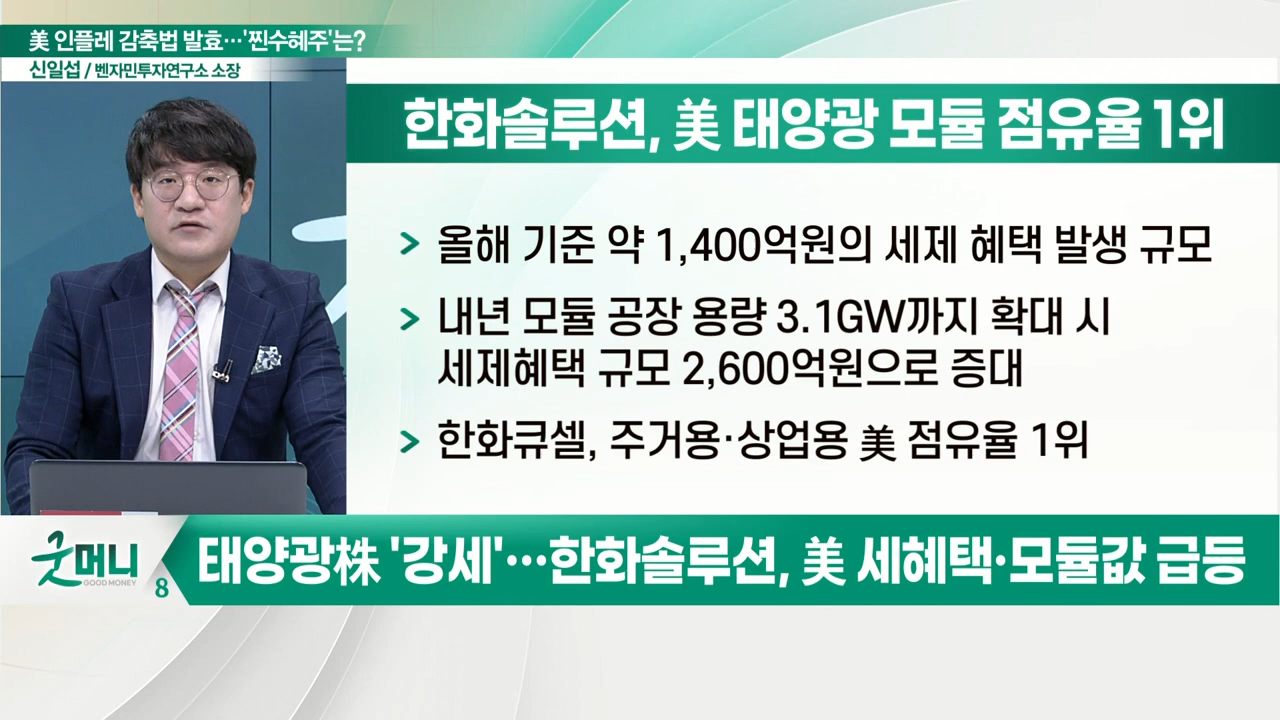 美 인플레 감축법 발효…'찐수혜주'는?
신일섭 / 벤자민투자연구소 소장
한화솔루션, 美 태양광 모듈 점유율 1위
> 올해 기준 약 1,400억원의 세제 혜택 발생 규모
> 내년 모듈 공장 용량 3.1GW까지 확대 시
세제혜택 규모 2,600억원으로 증대
> 한화큐셀, 주거용·상업용 美 점유율 1위
굿머니
GOOD MONEY
8
태양광株 '강세'…한화솔루션, 美 세혜택·모듈값 급등